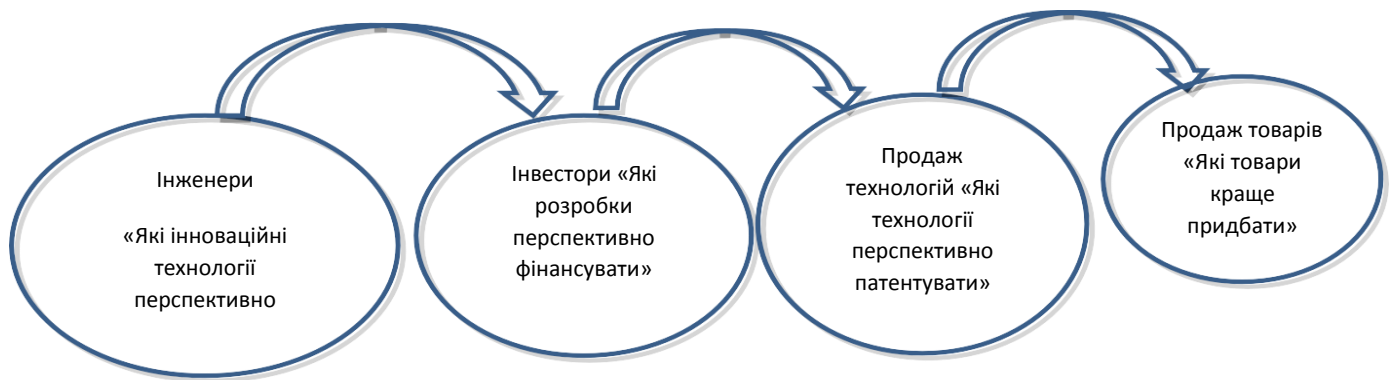 Інженери
«Які інноваційні
технології
перспективно
Інвестори «Які
розробки
перспективно
фінансувати»
Продаж
технологій «Які
технології
перспективно
патентувати»
Продаж товарів
«Які товари
краще
придбати»